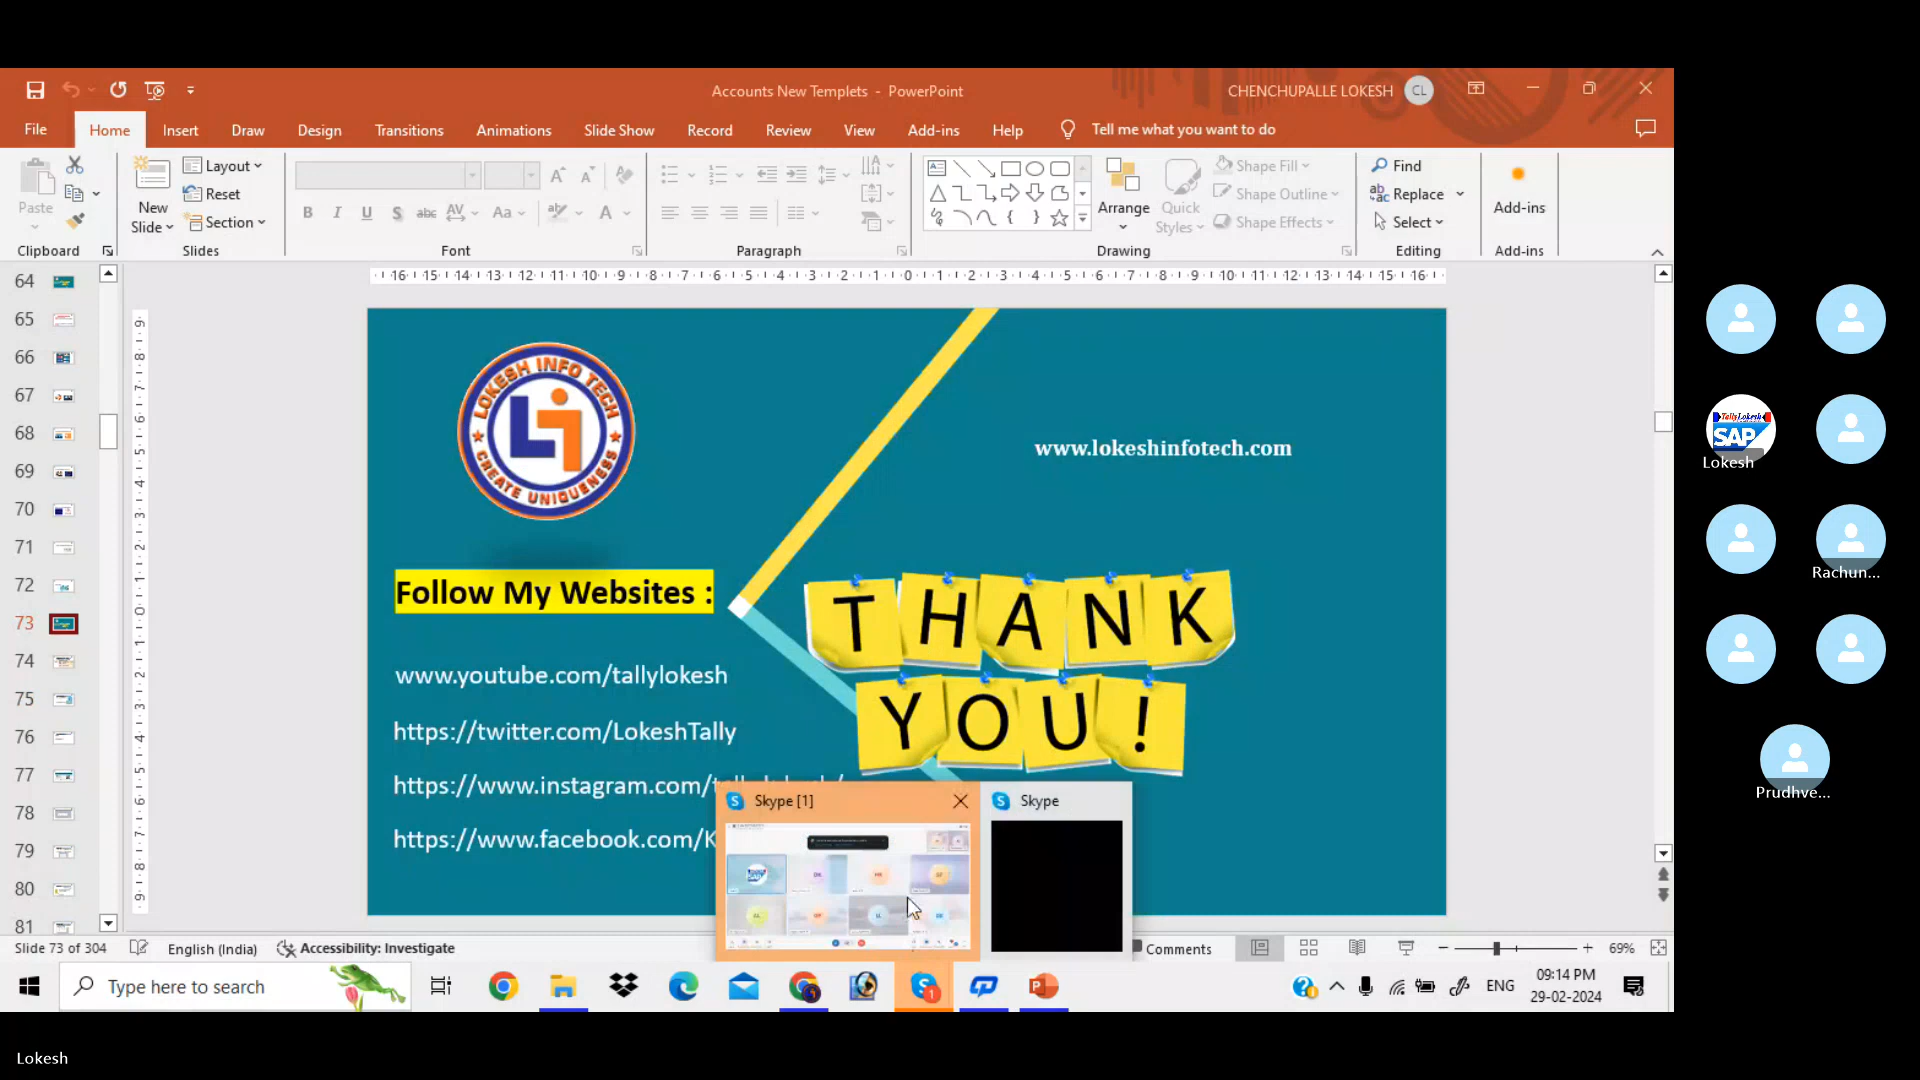 Accounts New Templets - PowerPoint
CHENCHUPALLE LOKESH
CL
File
Home
Insert
Draw
Design
Transitions
Animations
Slide Show
Record
Review
View
Add-ins
Help
Tell me what you want to do
Paste
Clipboard
New
Slide
Layout
Reset
Section
Slides
Font
Paragraph
Arrange
Quick
Styles
Shape Fill
Shape Outline
Shape Effects
Drawing
Find
Replace
Select
Editing
Add-ins
Add-ins
64
65
66
67
68
69
70
71
72
73
74
75
76
77
78
79
80
81
LOKESH INFO TECH
CREATE UNIQUENESS
www.lokeshinfotech.com
Follow My Websites :
www.youtube.com/tallylokesh
https://twitter.com/LokeshTally
https://www.instagram.com/
https://www.facebook.com/K
THANK
YOU!
Skype [1]
Skype
Slide 73 of 304
English (India)
Accessibility: Investigate
Comments
69%
Type here to search
ENG
09:14 PM
29-02-2024
TallyLokesh
SAP
Lokesh
Rachun...
Prudhve...
Lokesh